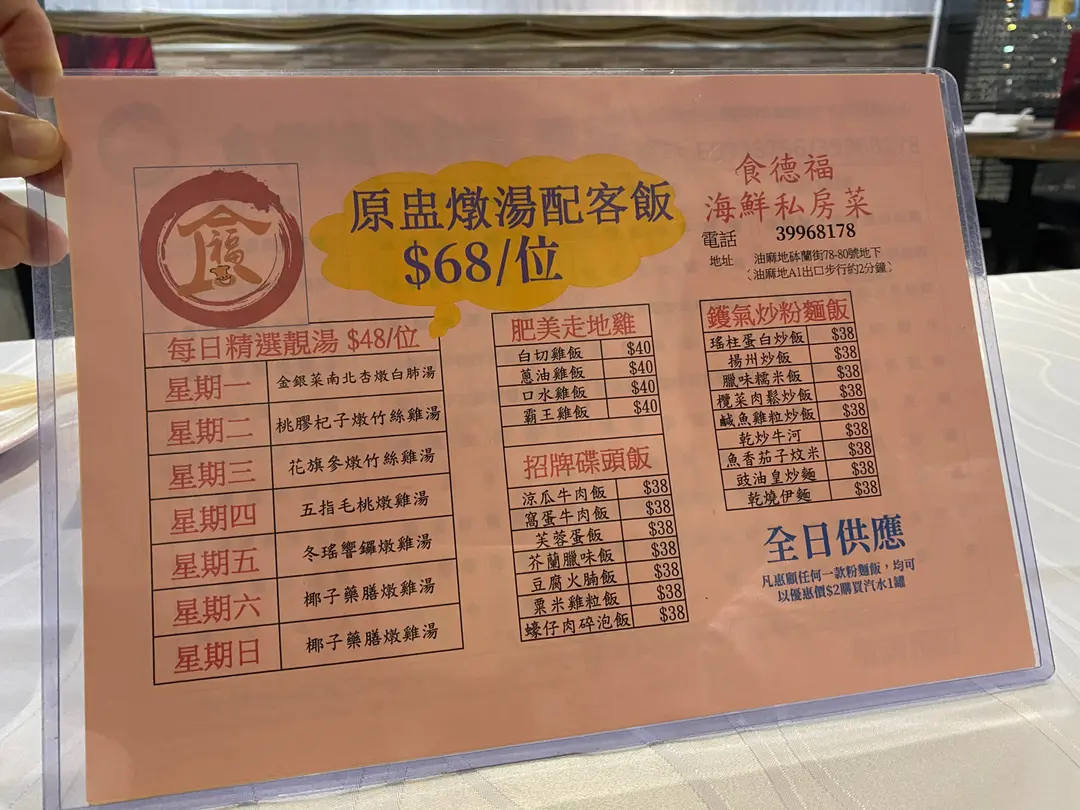 原盅燉湯配客飯
$68/位
食德福
海鮮私房菜
電話 39968178
地址 油麻地砵蘭街78-80號地下
(油麻地A1出口步行約2分鐘)
福
每日精選靚湯 $48/位
星期一 金銀菜南北杏燉白肺湯
星期二 桃膠杞子燉竹絲雞湯
星期三 花旗參燉竹絲雞湯
星期四 五指毛桃燉雞湯
星期五 冬瑤響鑼燉雞湯
星期六 椰子藥膳燉雞湯
星期日 椰子藥膳燉雞湯
肥美走地雞
白切雞飯 $40
蔥油雞飯 $40
口水雞飯 $40
霸王雞飯 $40
招牌碟頭飯
涼瓜牛肉飯 $38
窩蛋牛肉飯 $38
芙蓉蛋飯 $38
芥蘭臘味飯 $38
豆腐火腩飯 $38
粟米雞粒飯 $38
蠔仔肉碎泡飯 $38
鑊氣炒粉麵飯
瑤柱蛋白炒飯 $38
揚州炒飯 $38
臘味糯米飯 $38
欖菜肉鬆炒飯 $38
鹹魚雞粒炒飯 $38
乾炒牛河 $38
魚香茄子炆米 $38
豉油皇炒麵 $38
乾燒伊麵 $38
全日供應
凡惠顧任何一款粉麵飯，均可
以優惠價$2購買汽水1罐